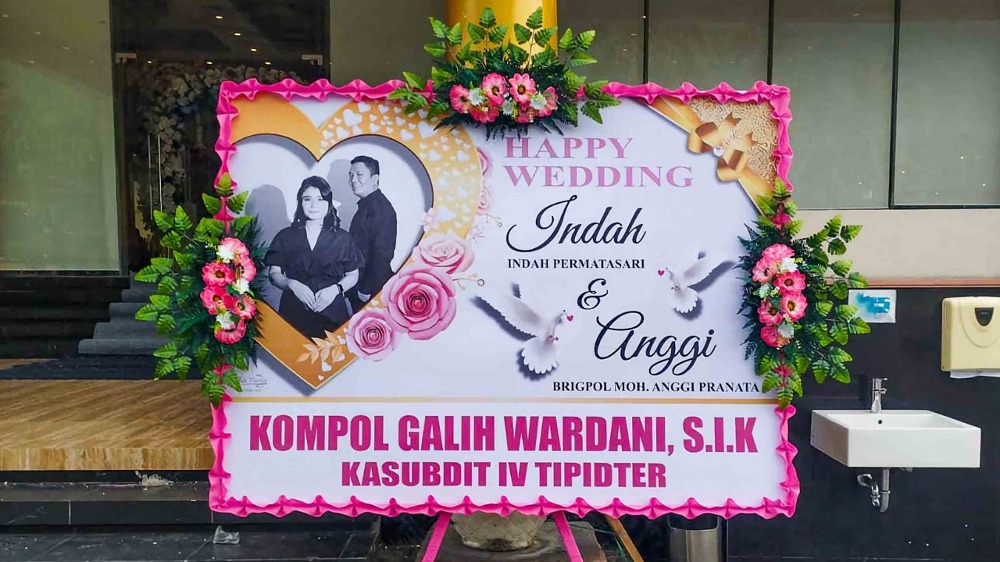 HAPPY
WEDDING
Indah
INDAH PERMATASARI
&
Anggi
BRIGPOL MOH. ANGGI PRANATA
KOMPOL GALIH WARDANI, S.I.K
KASUBDIT IV TIPIDTER